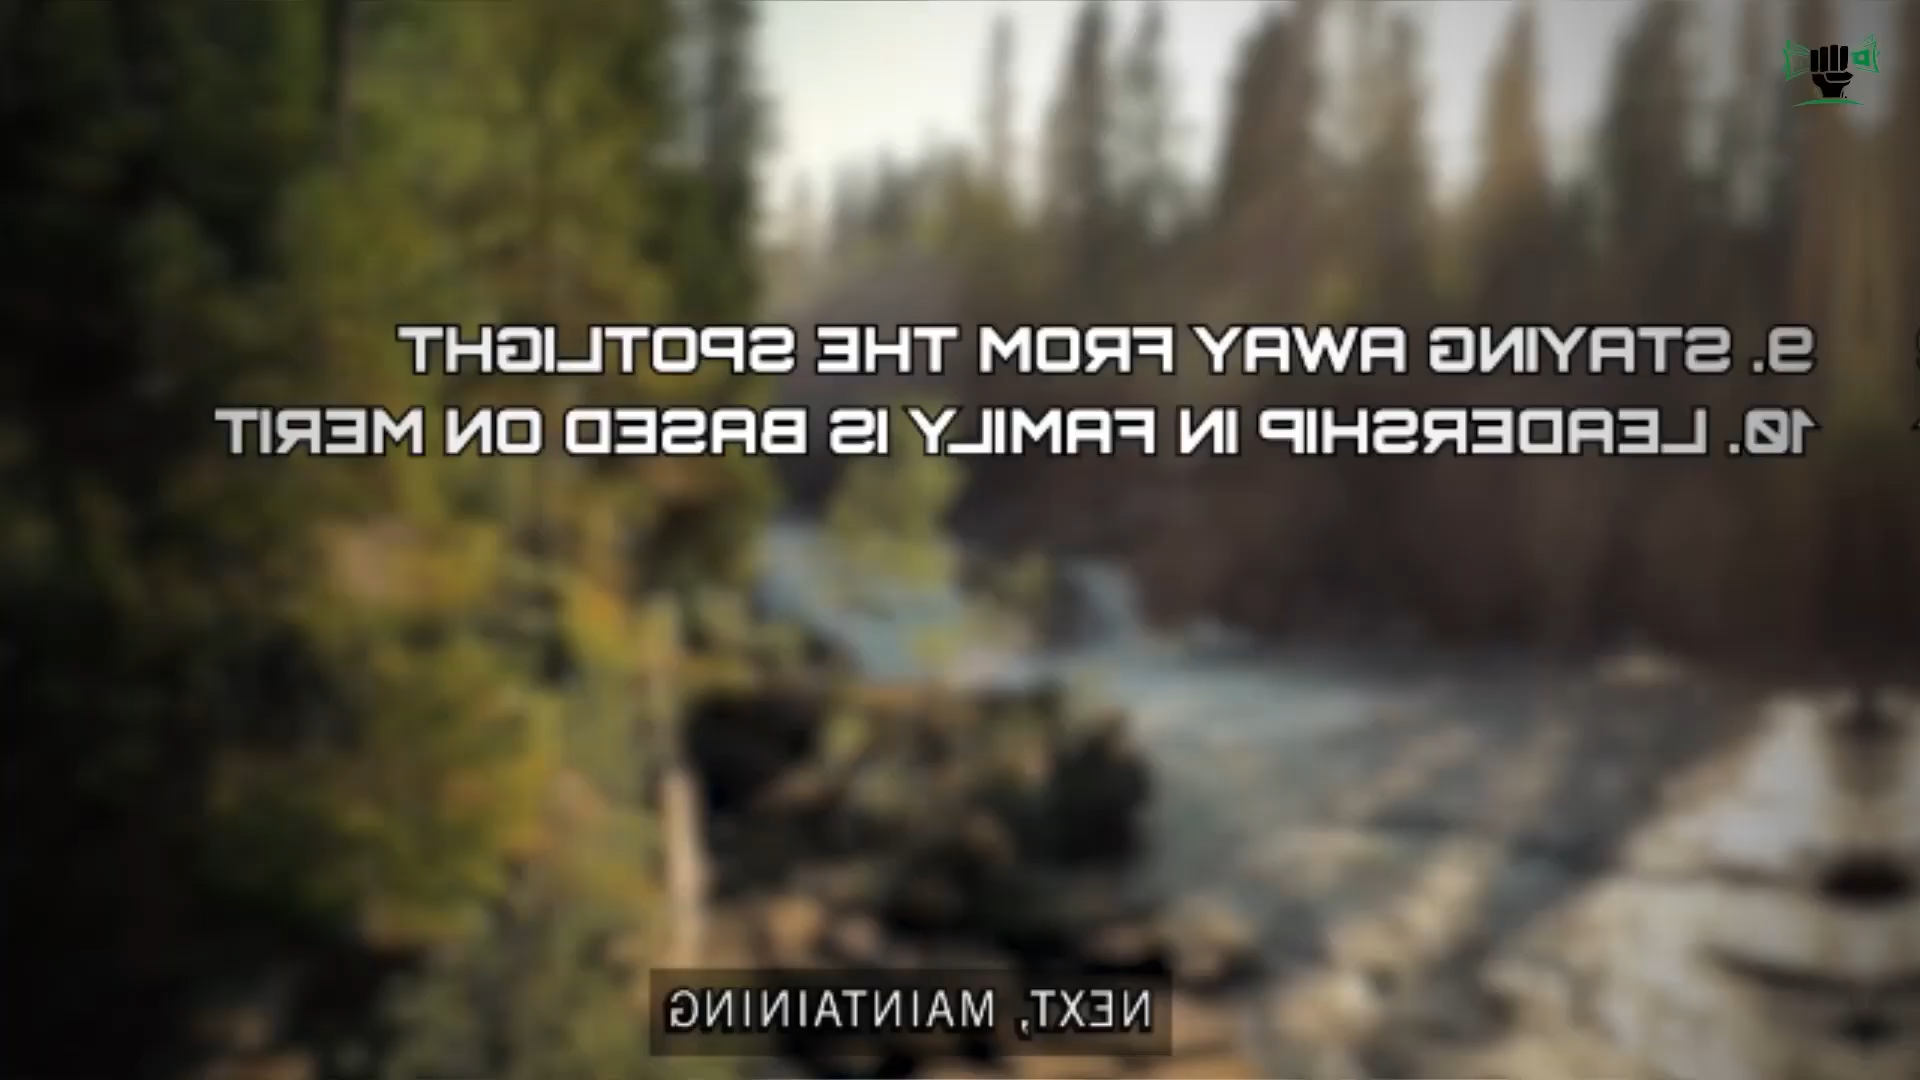 9. STAYING AWAY FROM THE SPOTLIGHT
10. LEADERSHIP IN FAMILY IS BASED ON MERIT
NEXT, MAINTAINING